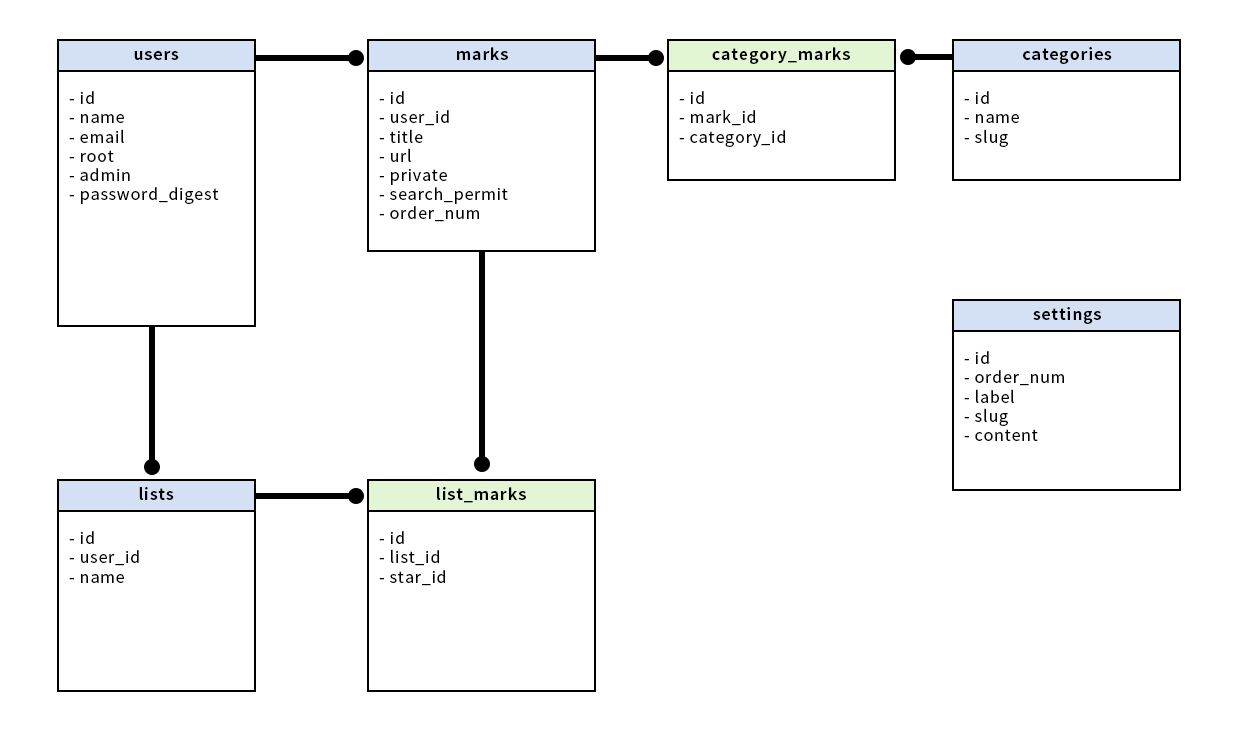 users
- id
- name
- email
- root
- admin
- password_digest
marks
- id
- user_id
- title
- url
- private
- search_permit
- order_num
category_marks
- id
- mark_id
- category_id
categories
- id
- name
- slug
settings
- id
- order_num
- label
- slug
- content
lists
- id
- user_id
- name
list_marks
- id
- list_id
- star_id